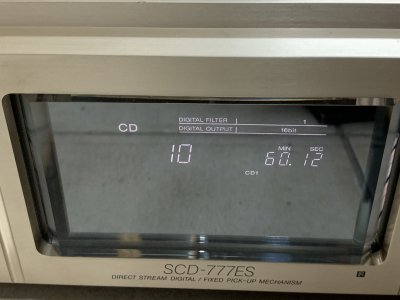 DIGITAL FILTER | 1
CD DIGITAL OUTPUT | 16bit
MIN SEC
10 60.12
CD1
SCD-777ES
DIRECT STREAM DIGITAL / FIXED PICK-UP MECHANISM